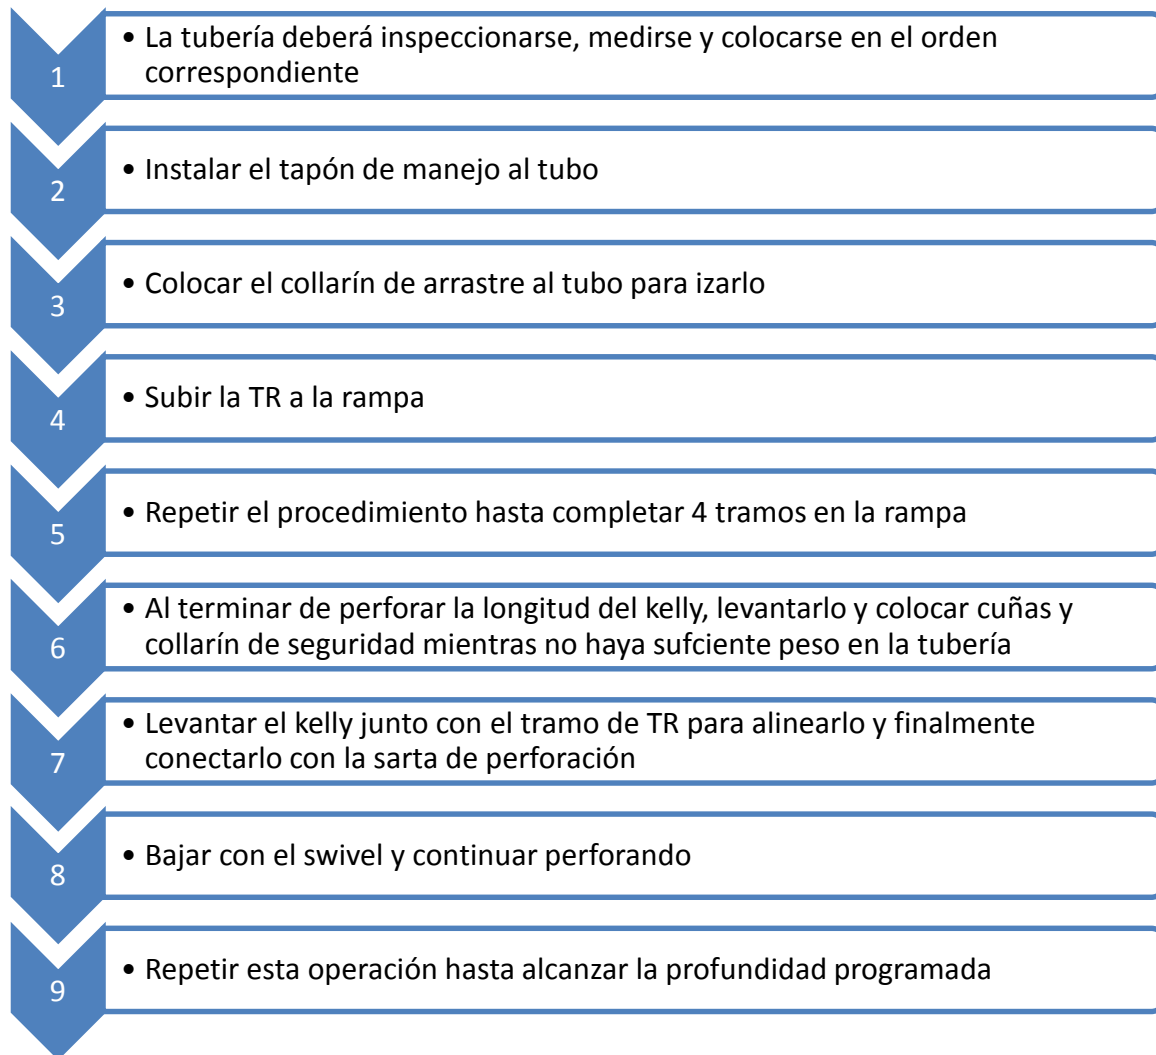 1
• La tubería deberá inspeccionarse, medirse y colocarse en el orden
correspondiente
2
• Instalar el tapón de manejo al tubo
3
• Colocar el collarín de arrastre al tubo para izarlo
4
• Subir la TR a la rampa
5
• Repetir el procedimiento hasta completar 4 tramos en la rampa
6
• Al terminar de perforar la longitud del kelly, levantarlo y colocar cuñas y
collarín de seguridad mientras no haya sufciente peso en la tubería
7
• Levantar el kelly junto con el tramo de TR para alinearlo y finalmente
conectarlo con la sarta de perforación
8
• Bajar con el swivel y continuar perforando
9
• Repetir esta operación hasta alcanzar la profundidad programada